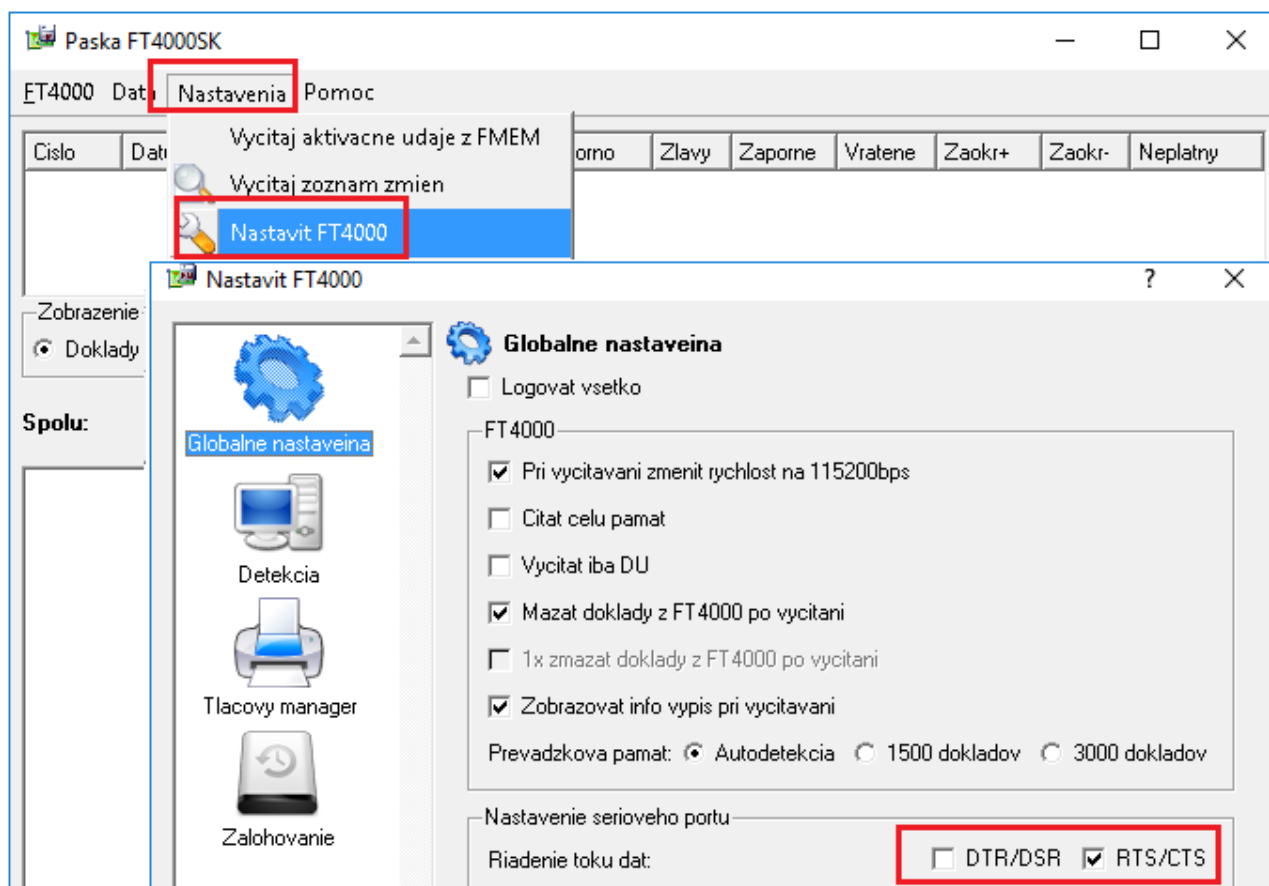 Paska FT4000SK
FT4000 Data Nastavenia Pomoc
Vycitaj aktivacne udaje z FMEM
Cislo Zlavy Zaporne Vratene Zaokr+ Zaokr- Neplatny
Vycitaj zoznam zmien
Nastavit FT4000
Nastavit FT4000 ?
Zobrazenie
Doklady
Spolu:
Globalne nastaveina
Detekcia
Tlacovy manager
Zalohovanie
Globalne nastaveina
Logovat vsetko
FT4000
Pri vycitavani zmenit rychlost na 115200bps
Citat celu pamat
Vycitat iba DU
Mazat doklady z FT4000 po vycitani
1x zmazat doklady z FT4000 po vycitani
Zobrazovat info vypis pri vycitavani
Prevadzkova pamat: Autodetekcia 1500 dokladov 3000 dokladov
Nastavenie serioveho portu
Riadenie toku dat: DTR/DSR RTS/CTS